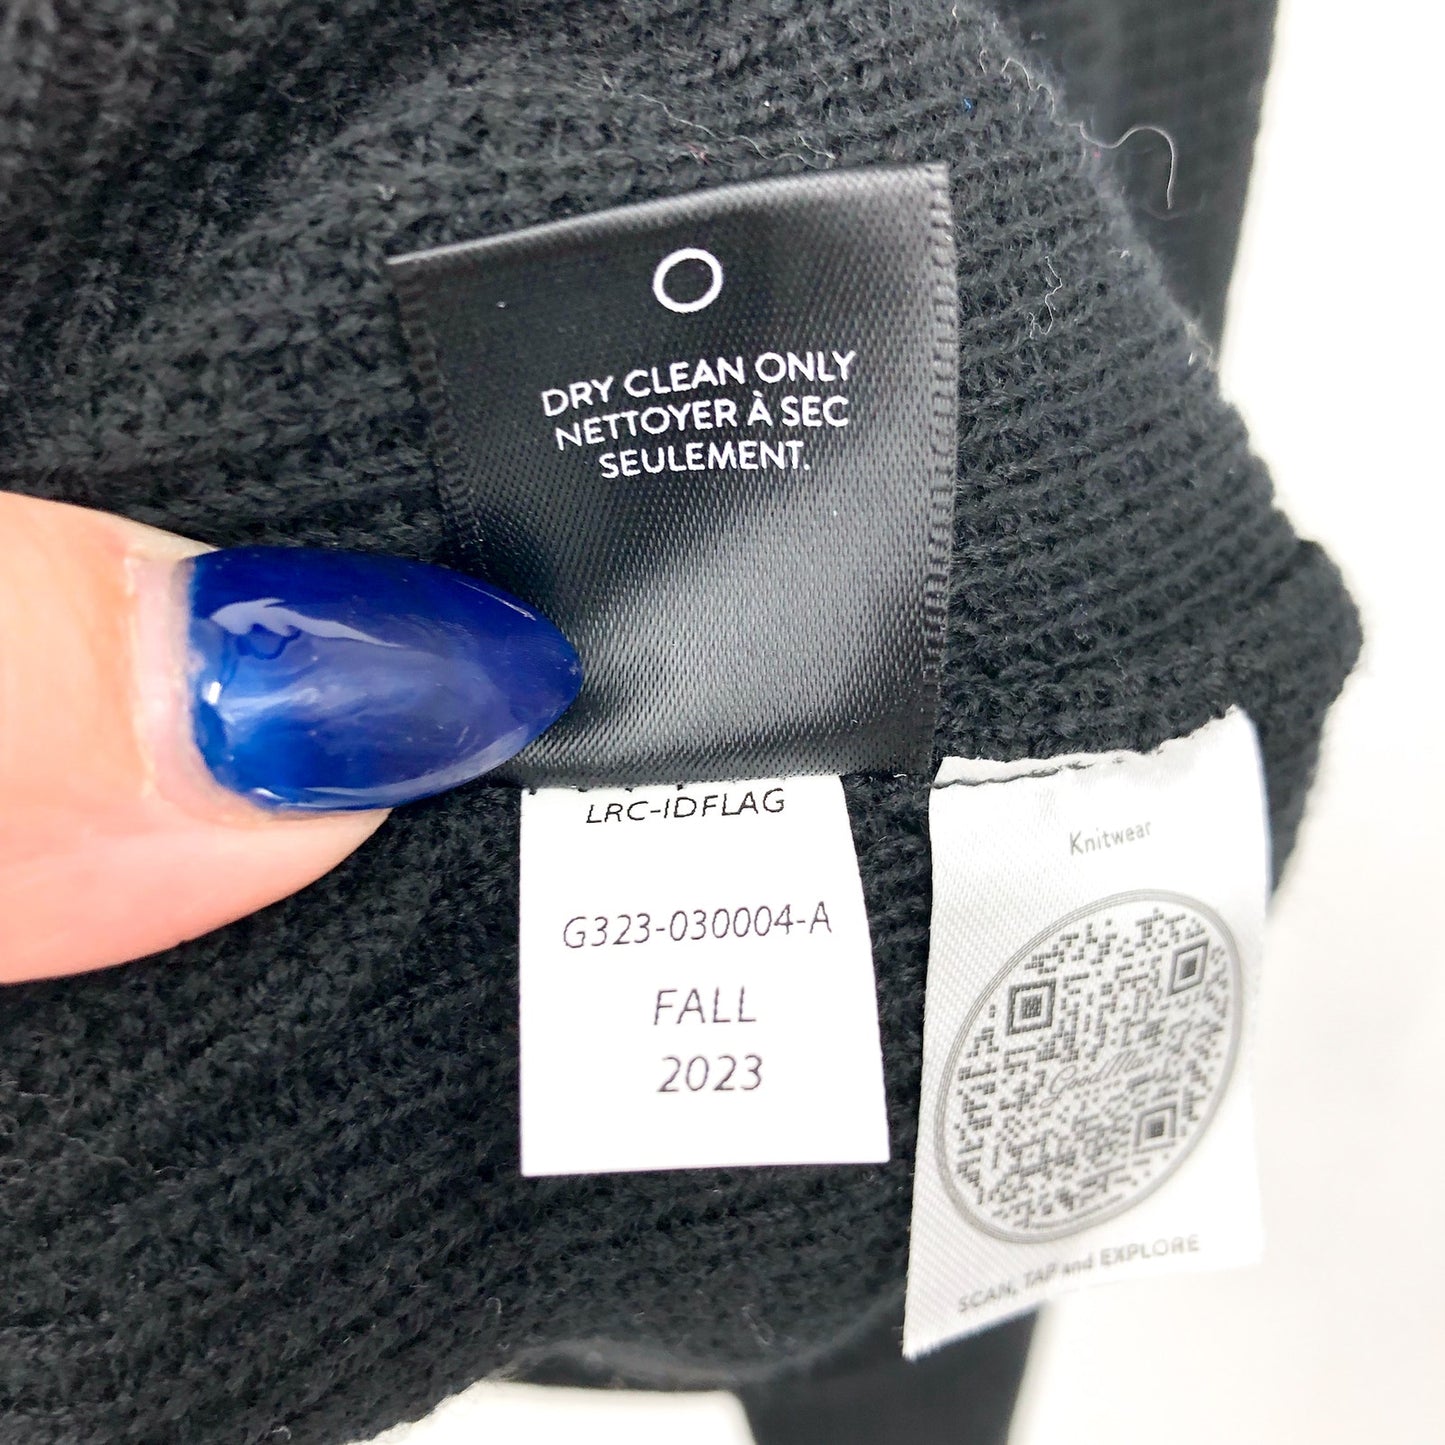 DRY CLEAN ONLY
NETTOYER À SEC
SEULEMENT.
LRC-IDFLAG
G323-030004-A
FALL
2023
Knitwear
SCAN, TAP and EXPLORE